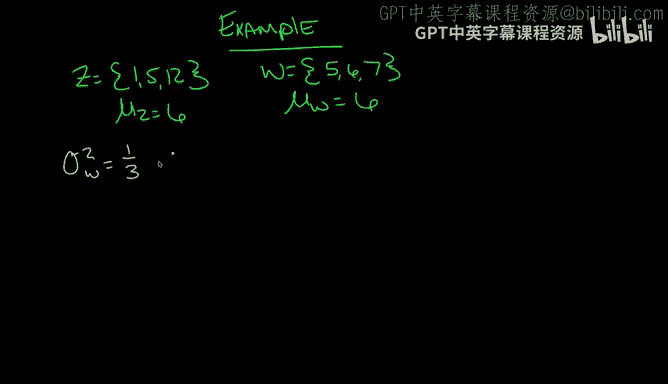 GPT中英字幕课程资源@bilibili.com
GPT中英字幕课程资源 bilibili
EXAMPLE
Z={1,5,12} W={5,6,7}
μz=6 μw=6
σ²w=1/3